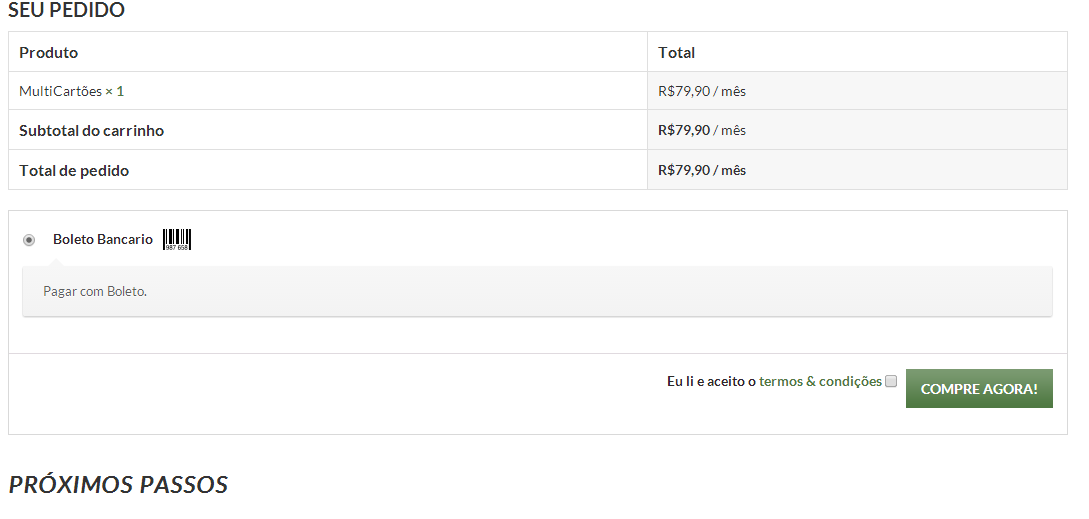 SEU PEDIDO
Produto Total
MultiCartões × 1 R$79,90 / mês
Subtotal do carrinho R$79,90 / mês
Total de pedido R$79,90 / mês
Boleto Bancario 987 658
Pagar com Boleto.
Eu li e aceito o termos & condições COMPRE AGORA!
PRÓXIMOS PASSOS